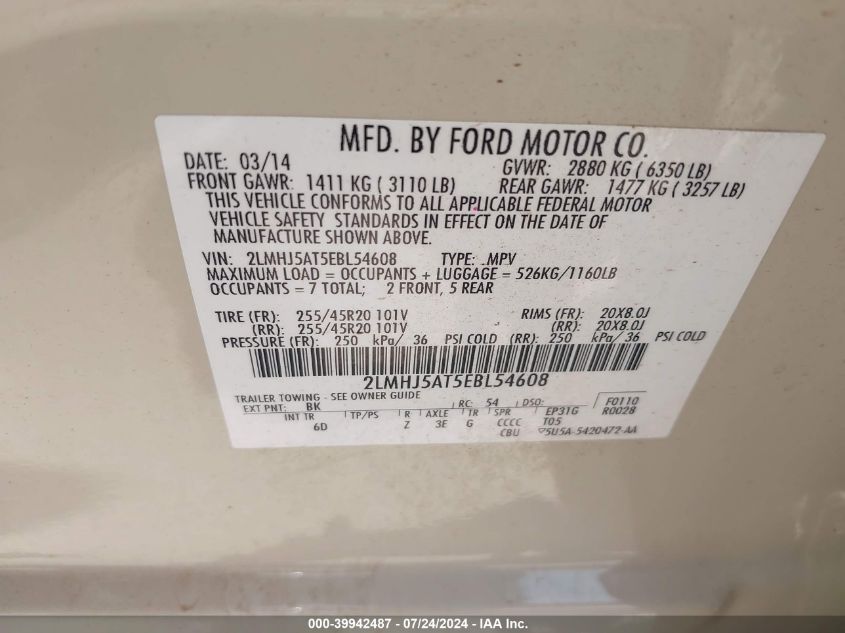 MFD. BY FORD MOTOR CO.
DATE: 03/14 GVWR: 2880 KG ( 6350 LB)
FRONT GAWR: 1411 KG ( 3110 LB) REAR GAWR: 1477 KG ( 3257 LB)
THIS VEHICLE CONFORMS TO ALL APPLICABLE FEDERAL MOTOR
VEHICLE SAFETY STANDARDS IN EFFECT ON THE DATE OF
MANUFACTURE SHOWN ABOVE.
VIN: 2LMHJ5AT5EBL54608 TYPE: MPV
MAXIMUM LOAD = OCCUPANTS + LUGGAGE = 526KG/1160LB
OCCUPANTS = 7 TOTAL; 2 FRONT, 5 REAR
TIRE (FR): 255/45R20 101V RIMS (FR): 20X8.0J
(RR): 255/45R20 101V (RR): 20X8.0J
PRESSURE (FR): 250 kPa/ 36 PSI COLD (RR): 250 kPa/ 36 PSI COLD
2LMHJ5AT5EBL54608
TRAILER TOWING - SEE OWNER GUIDE
EXT PNT: BK RC: 54 DSO: F0110
INT TR TP/PS R AXLE TR SPR EP31G R0028
6D Z 3E G CCCC T05
CBU 5U5A-5420472-AA
000-39942487 - 07/24/2024 - IAA Inc.